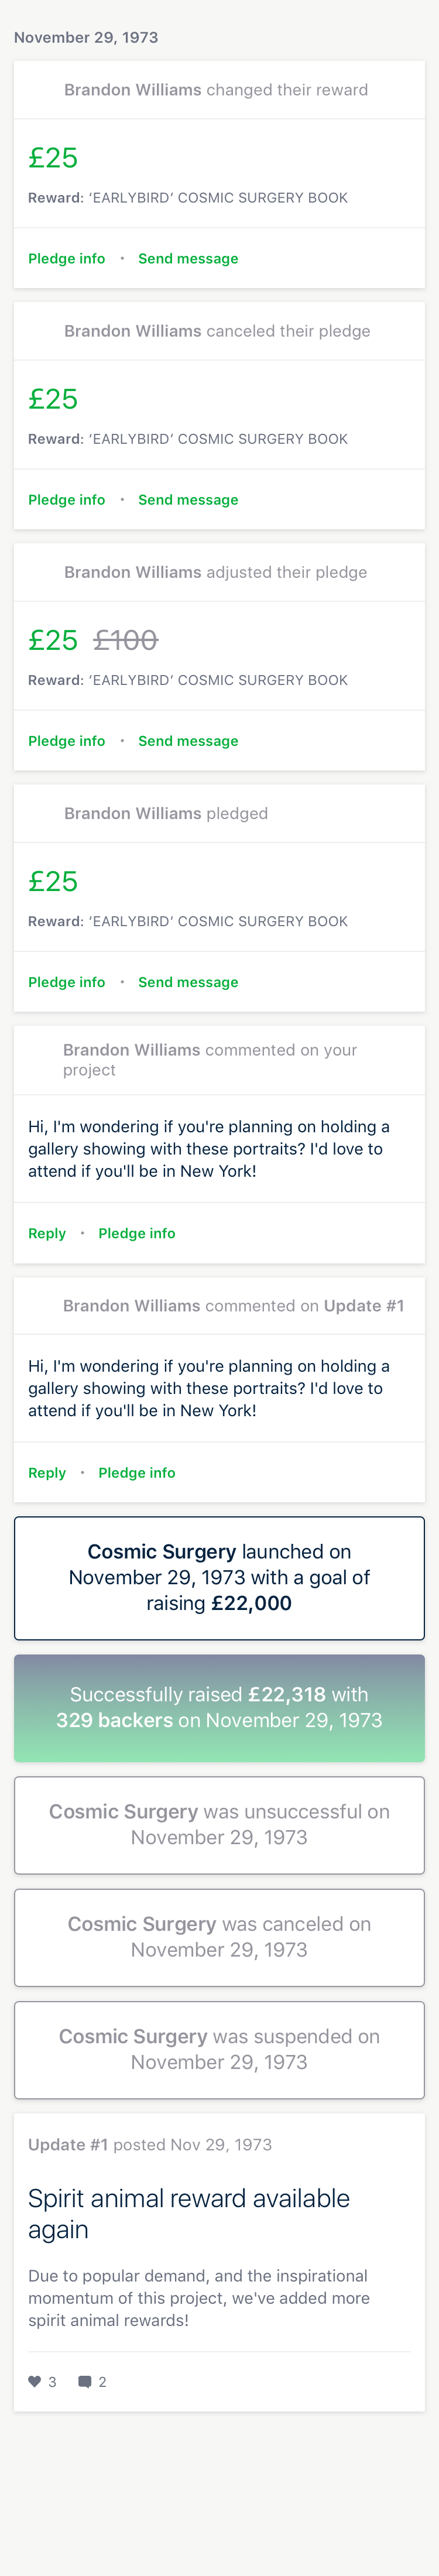 November 29, 1973
Brandon Williams changed their reward
£25
Reward: ‘EARLYBIRD’ COSMIC SURGERY BOOK
Pledge info • Send message
Brandon Williams canceled their pledge
£25
Reward: ‘EARLYBIRD’ COSMIC SURGERY BOOK
Pledge info • Send message
Brandon Williams adjusted their pledge
£25 £100
Reward: ‘EARLYBIRD’ COSMIC SURGERY BOOK
Pledge info • Send message
Brandon Williams pledged
£25
Reward: ‘EARLYBIRD’ COSMIC SURGERY BOOK
Pledge info • Send message
Brandon Williams commented on your
project
Hi, I'm wondering if you're planning on holding a
gallery showing with these portraits? I'd love to
attend if you'll be in New York!
Reply • Pledge info
Brandon Williams commented on Update #1
Hi, I'm wondering if you're planning on holding a
gallery showing with these portraits? I'd love to
attend if you'll be in New York!
Reply • Pledge info
Cosmic Surgery launched on
November 29, 1973 with a goal of
raising £22,000
Successfully raised £22,318 with
329 backers on November 29, 1973
Cosmic Surgery was unsuccessful on
November 29, 1973
Cosmic Surgery was canceled on
November 29, 1973
Cosmic Surgery was suspended on
November 29, 1973
Update #1 posted Nov 29, 1973
Spirit animal reward available
again
Due to popular demand, and the inspirational
momentum of this project, we've added more
spirit animal rewards!
3 2